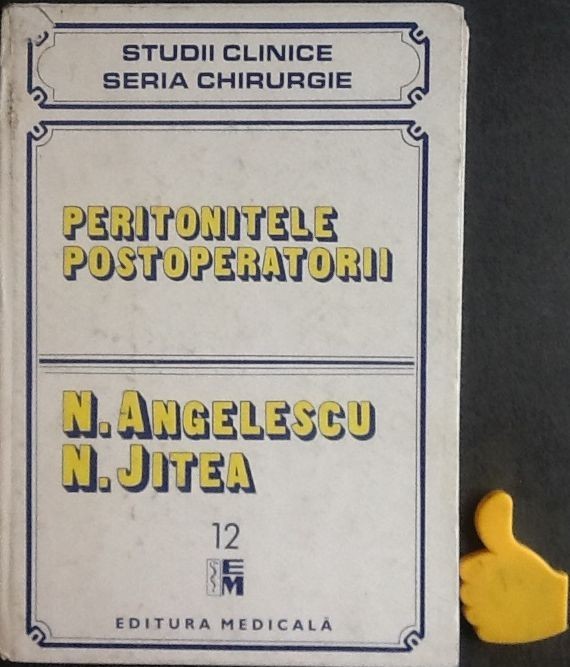 STUDII CLINICE
SERIA CHIRURGIE
PERITONITELE
POSTOPERATORII
N. ANGELESCU
N. JITEA
12
EM
EDITURA MEDICALĂ